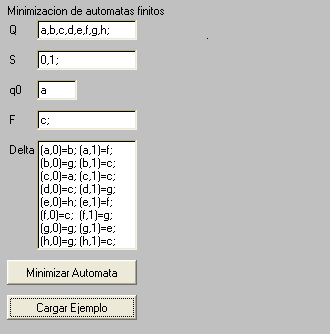 Minimizacion de automatas finitos
Q a,b,c,d,e,f,g,h;
S 0,1;
q0 a
F c;
Delta (a,0)=b; (a,1)=f;
(b,0)=g; (b,1)=c;
(c,0)=a; (c,1)=c;
(d,0)=c; (d,1)=g;
(e,0)=h; (e,1)=f;
(f,0)=c; (f,1)=g;
(g,0)=g; (g,1)=e;
(h,0)=g; (h,1)=c;
Minimizar Automata
Cargar Ejemplo